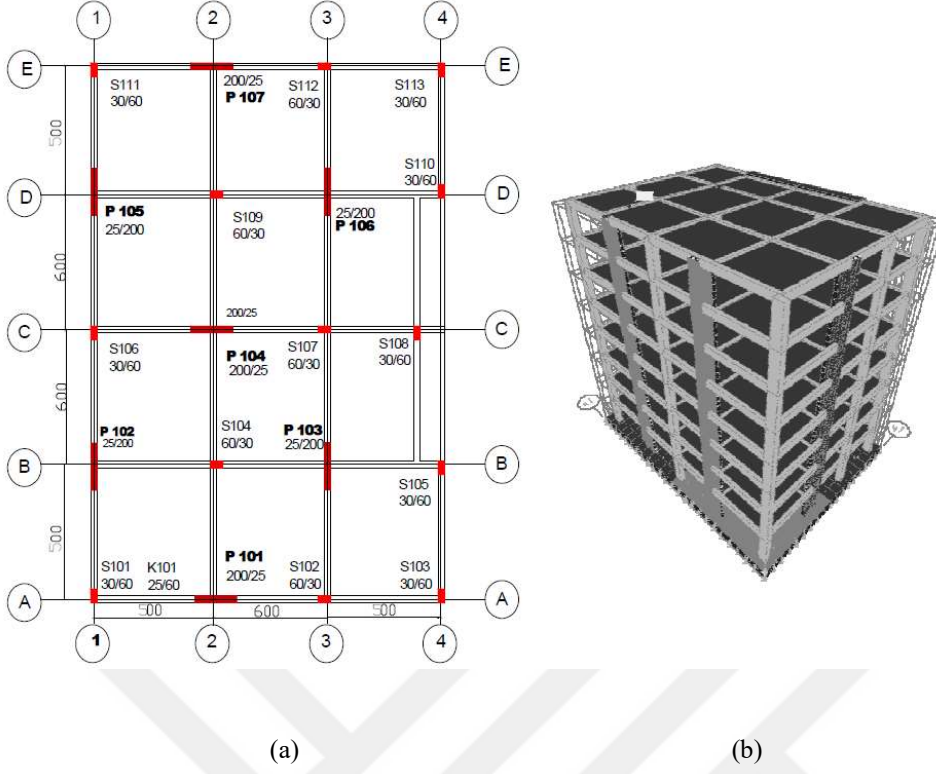 1 2 3 4
E E
S111
30/60
200/25
P 107
S112
60/30
S113
30/60
500
S110
30/60
D D
P 105
25/200
S109
60/30
25/200
P 106
600
200/25
C C
S106
30/60
P 104
200/25
S107
60/30
S108
30/60
600
P 102
25/200
S104
60/30
P 103
25/200
B B
S105
30/60
500
S101
30/60
K101
25/60
P 101
200/25
S102
60/30
S103
30/60
A A
500 600 500
1 2 3 4
(a) (b)